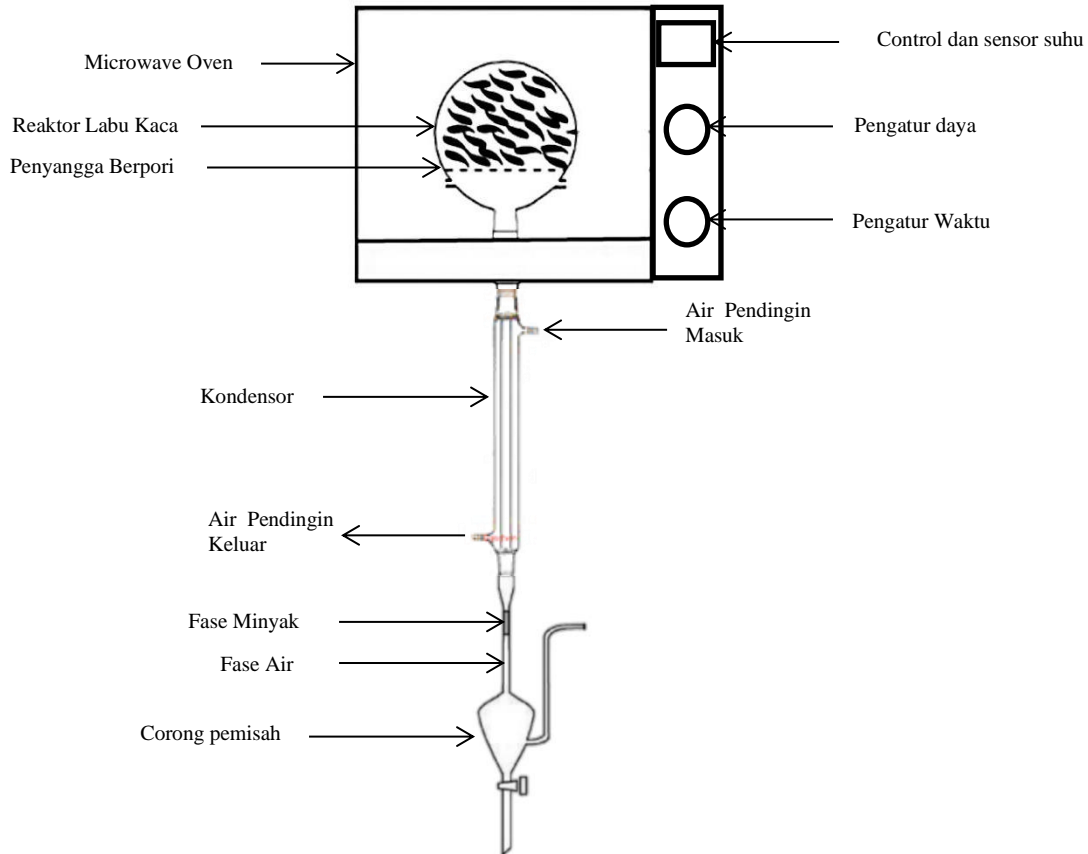 Control dan sensor suhu
Microwave Oven
Reaktor Labu Kaca
Pengatur daya
Penyangga Berpori
Pengatur Waktu
Air Pendingin
Masuk
Kondensor
Air Pendingin
Keluar
Fase Minyak
Fase Air
Corong pemisah